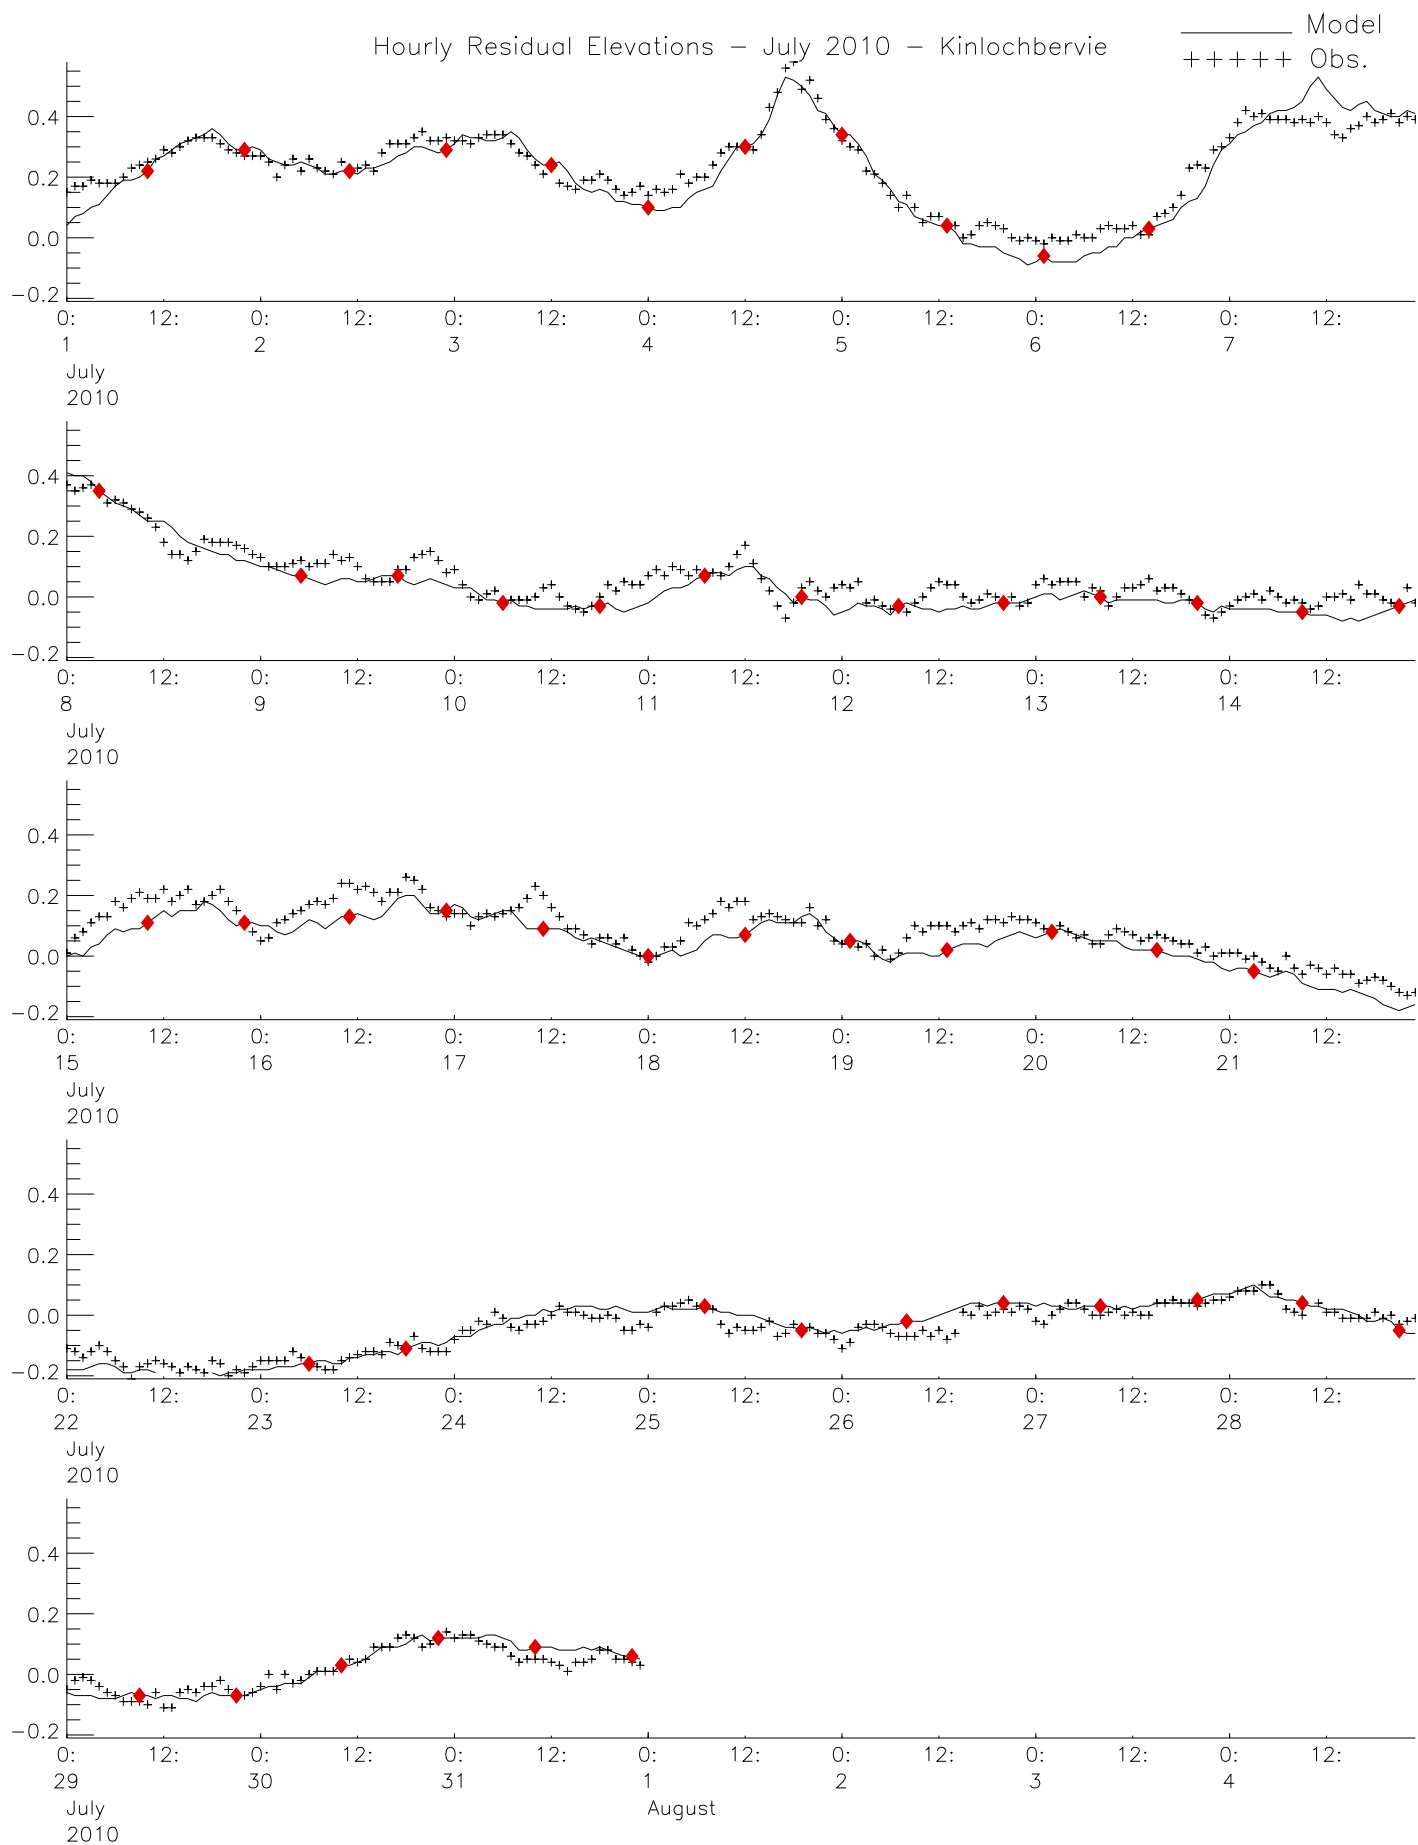 Hourly Residual Elevations – July 2010 – Kinlochbervie
Model
+++++ Obs.
0.4
0.2
0.0
−0.2
0: 12: 0: 12: 0: 12: 0: 12: 0: 12: 0: 12: 0: 12:
1 2 3 4 5 6 7
July
2010
0.4
0.2
0.0
−0.2
0: 12: 0: 12: 0: 12: 0: 12: 0: 12: 0: 12: 0: 12:
8 9 10 11 12 13 14
July
2010
0.4
0.2
0.0
−0.2
0: 12: 0: 12: 0: 12: 0: 12: 0: 12: 0: 12: 0: 12:
15 16 17 18 19 20 21
July
2010
0.4
0.2
0.0
−0.2
0: 12: 0: 12: 0: 12: 0: 12: 0: 12: 0: 12: 0: 12:
22 23 24 25 26 27 28
July
2010
0.4
0.2
0.0
−0.2
0: 12: 0: 12: 0: 12: 0: 12: 0: 12: 0: 12: 0: 12:
29 30 31 1 2 3 4
July August
2010